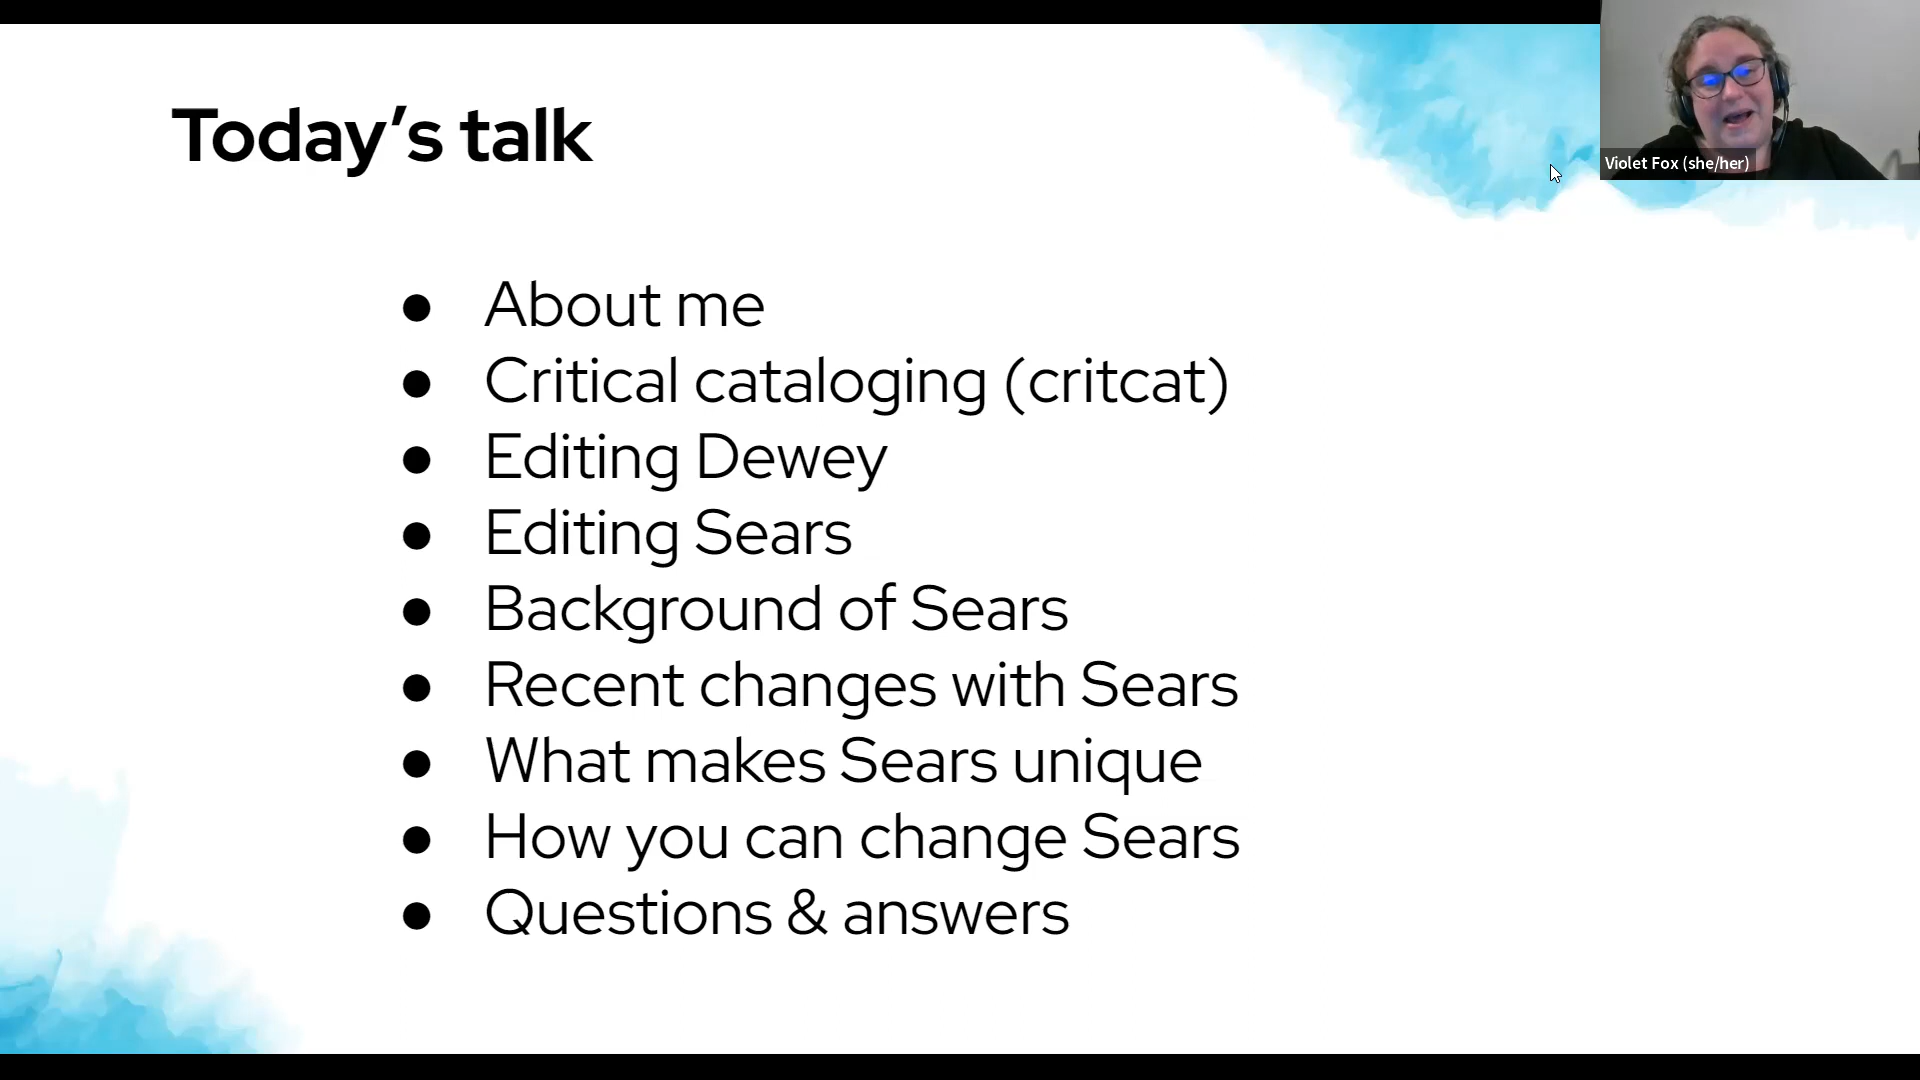 Today’s talk
Violet Fox (she/her)
● About me
● Critical cataloging (critcat)
● Editing Dewey
● Editing Sears
● Background of Sears
● Recent changes with Sears
● What makes Sears unique
● How you can change Sears
● Questions & answers